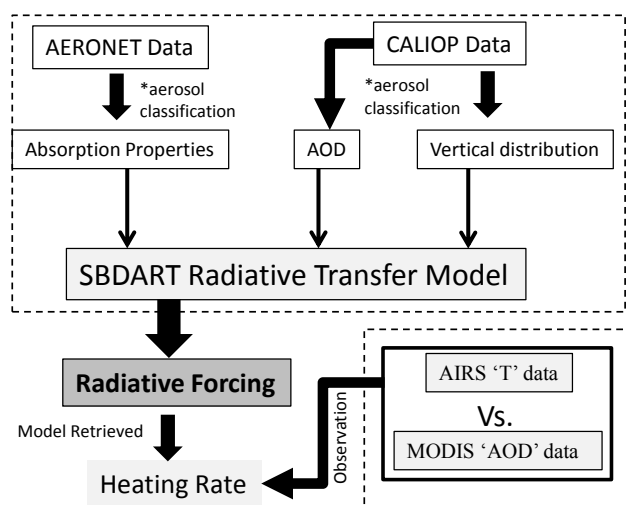 AERONET Data
CALIOP Data
*aerosol
classification
*aerosol
classification
Absorption Properties
AOD
Vertical distribution
SBDART Radiative Transfer Model
Radiative Forcing
AIRS ‘T’ data
Vs.
MODIS ‘AOD’ data
Observation
Model Retrieved
Heating Rate